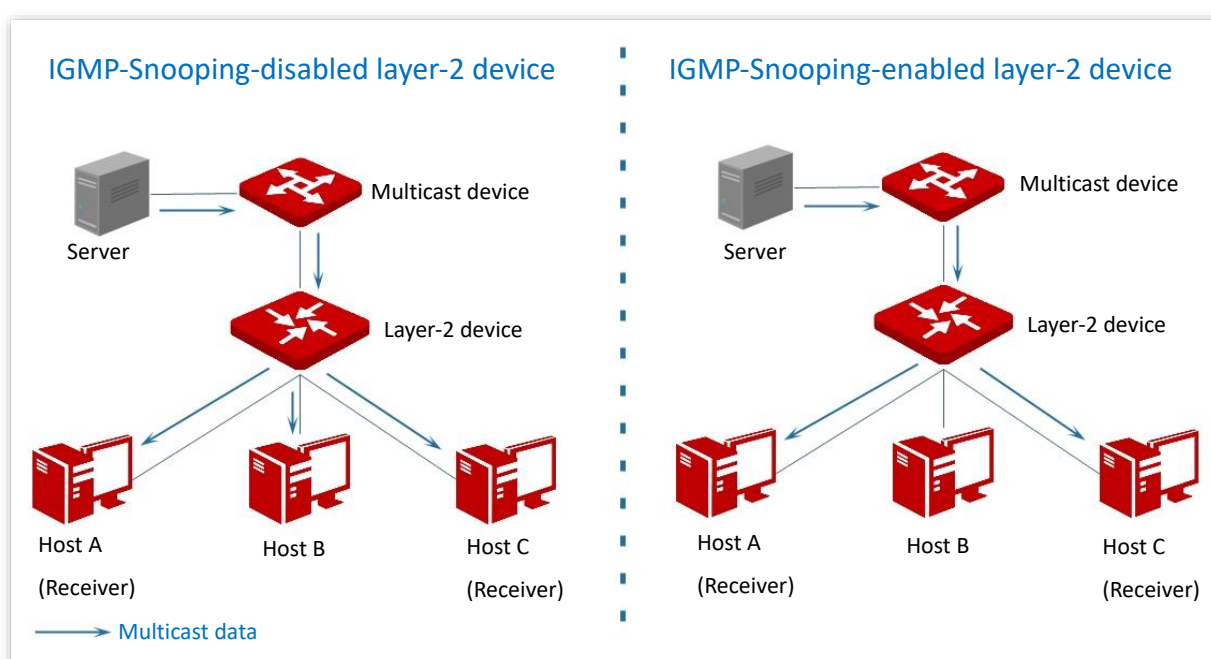 IGMP-Snooping-disabled layer-2 device
Multicast device
Server
Layer-2 device
Host A
(Receiver)
Host B
Host C
(Receiver)
Multicast data
IGMP-Snooping-enabled layer-2 device
Multicast device
Server
Layer-2 device
Host A
(Receiver)
Host B
Host C
(Receiver)